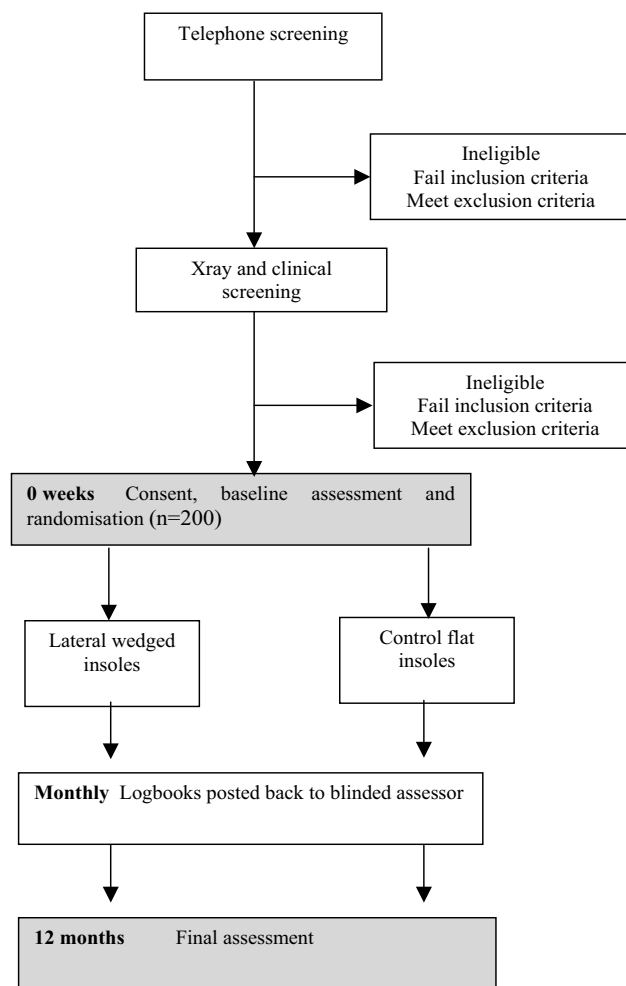 Telephone screening
Ineligible
Fail inclusion criteria
Meet exclusion criteria
Xray and clinical
screening
Ineligible
Fail inclusion criteria
Meet exclusion criteria
0 weeks Consent, baseline assessment and
randomisation (n=200)
Lateral wedged
insoles
Control flat
insoles
Monthly Logbooks posted back to blinded assessor
12 months Final assessment